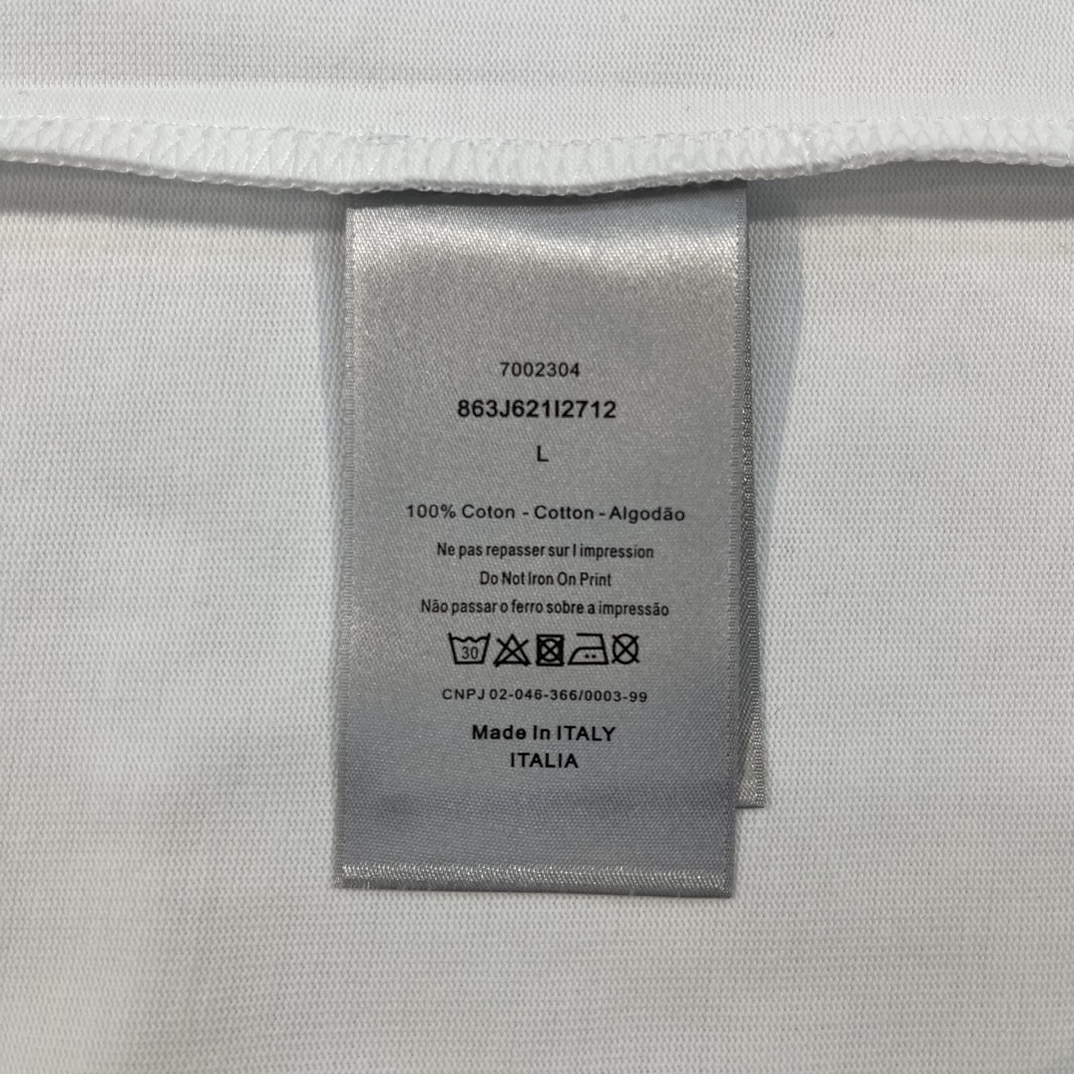 7002304
863J621I2712
L
100% Coton - Cotton - Algodão
Ne pas repasser sur l impression
Do Not Iron On Print
Não passar o ferro sobre a impressão
30
CNPJ 02-046-366/0003-99
Made In ITALY
ITALIA